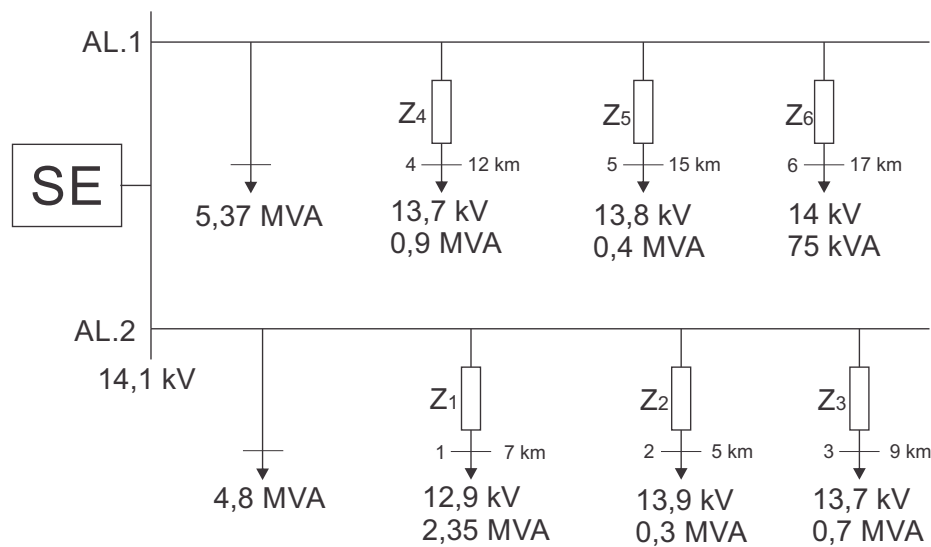 AL.1
SE
Z4
Z5
Z6
4 12 km
5 15 km
6 17 km
5,37 MVA
13,7 kV
0,9 MVA
13,8 kV
0,4 MVA
14 kV
75 kVA
AL.2
14,1 kV
Z1
Z2
Z3
1 7 km
2 5 km
3 9 km
4,8 MVA
12,9 kV
2,35 MVA
13,9 kV
0,3 MVA
13,7 kV
0,7 MVA